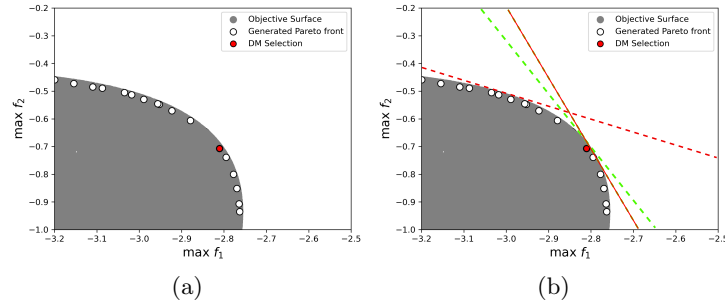 −0.2
−0.3
−0.4
−0.5
−0.6
−0.7
−0.8
−0.9
−1.0
max f₂
−3.2 −3.1 −3.0 −2.9 −2.8 −2.7 −2.6 −2.5
max f₁
Objective Surface
Generated Pareto front
DM Selection
(a)
−0.2
−0.3
−0.4
−0.5
−0.6
−0.7
−0.8
−0.9
−1.0
max f₂
−3.2 −3.1 −3.0 −2.9 −2.8 −2.7 −2.6 −2.5
max f₁
Objective Surface
Generated Pareto front
DM Selection
(b)